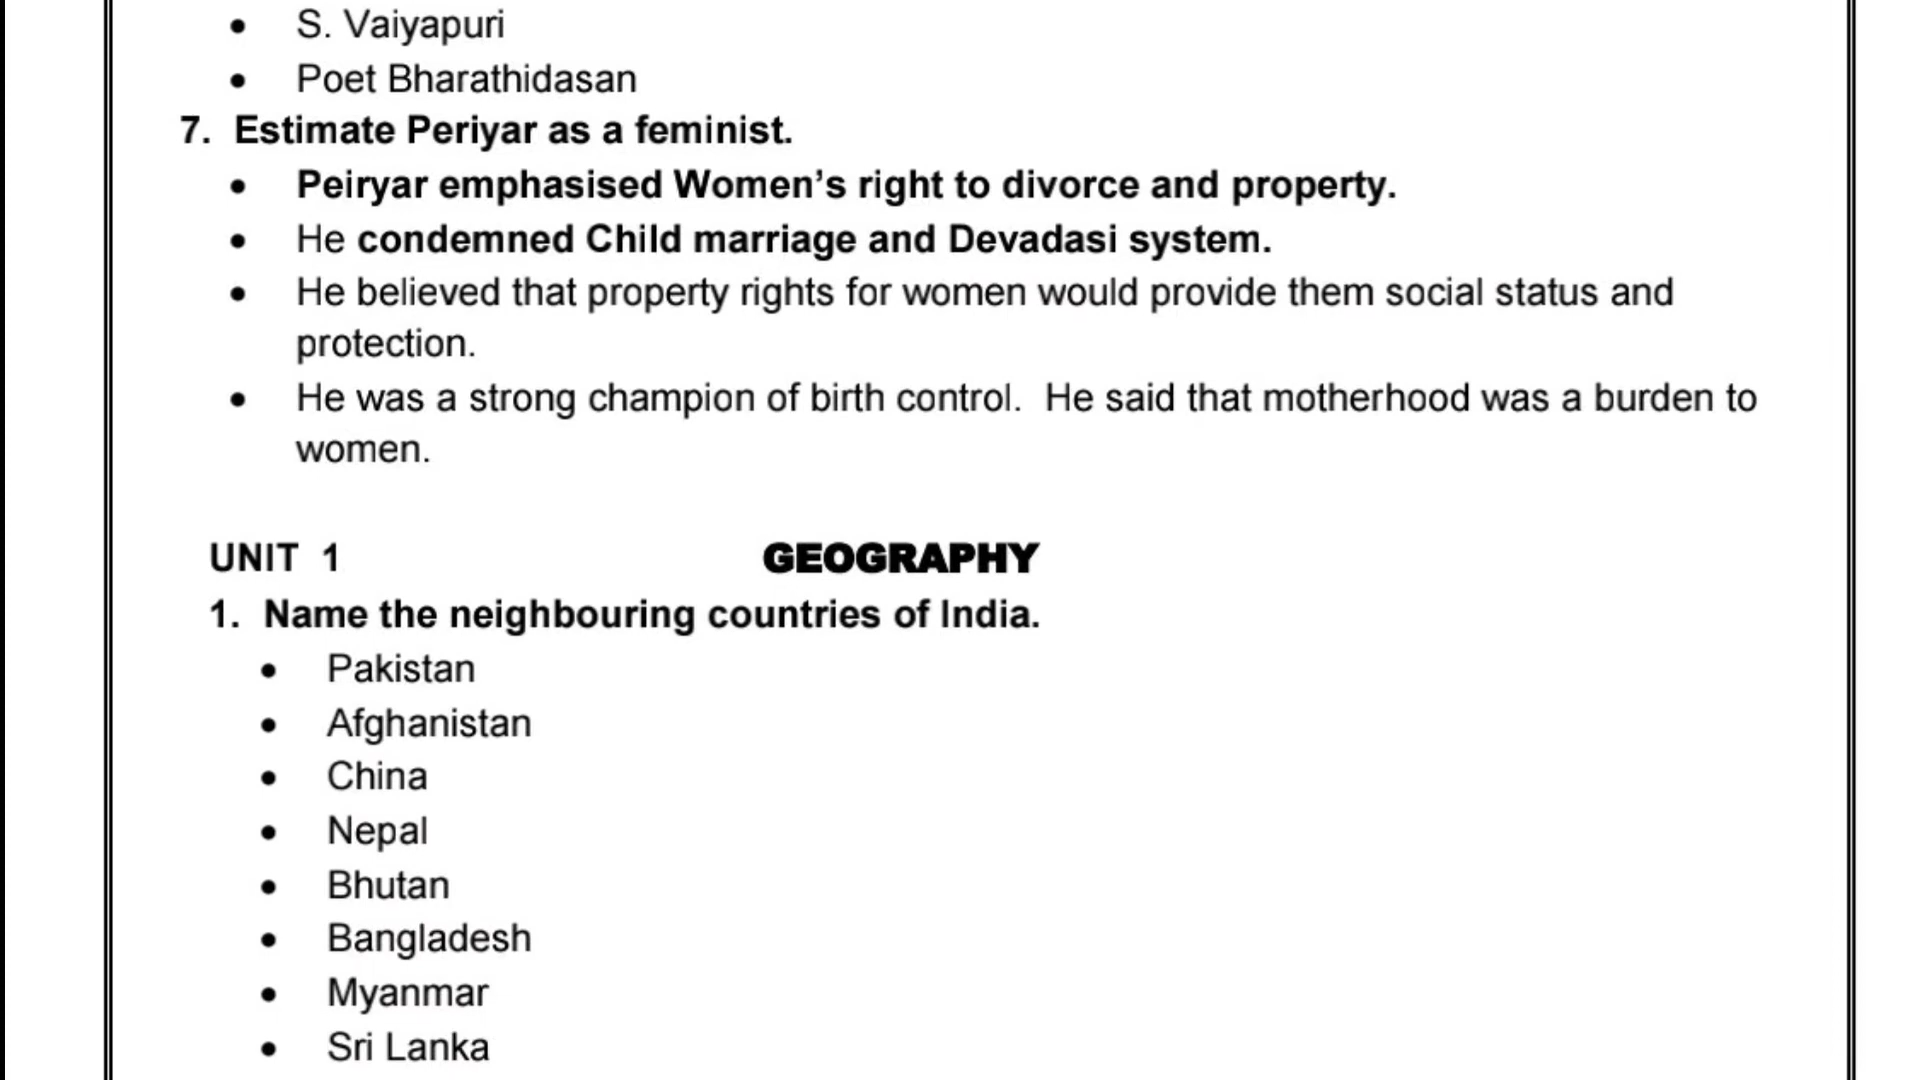 • S. Vaiyapuri
• Poet Bharathidasan
7. Estimate Periyar as a feminist.
• Peiryar emphasised Women’s right to divorce and property.
• He condemned Child marriage and Devadasi system.
• He believed that property rights for women would provide them social status and
protection.
• He was a strong champion of birth control. He said that motherhood was a burden to
women.
UNIT 1 GEOGRAPHY
1. Name the neighbouring countries of India.
• Pakistan
• Afghanistan
• China
• Nepal
• Bhutan
• Bangladesh
• Myanmar
• Sri Lanka